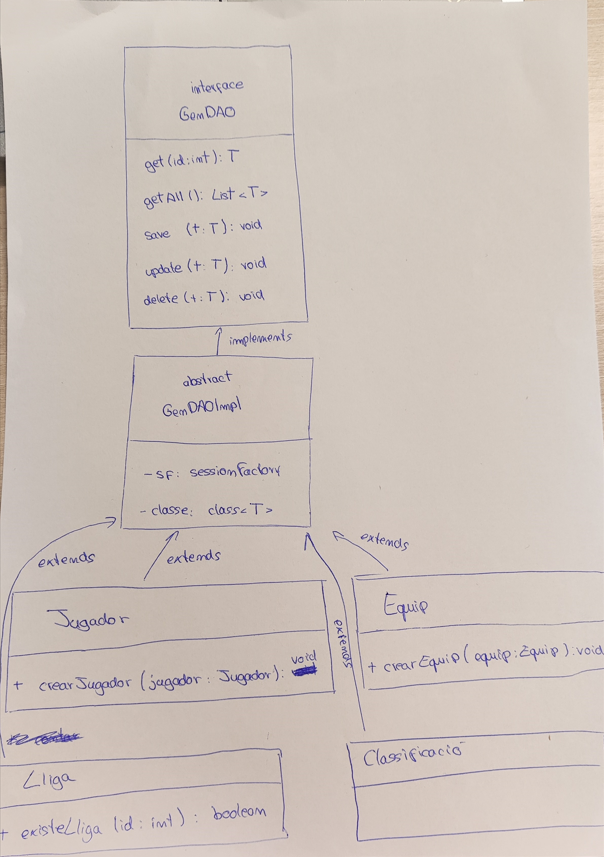 interface
GenDAO
get(id:int): T
getAll(): List<T>
save (t:T): void
update(t:T): void
delete(t:T): void
implements
abstract
GenDAOImpl
-SF: sessionFactory
-classe: class<T>
extends
extends
extends
extends
Jugador
+ crearJugador (jugador: Jugador): void
Equip
+ crearEquip(equip:Equip):void
Lliga
+ existeLliga (id: int): boolean
Classificació